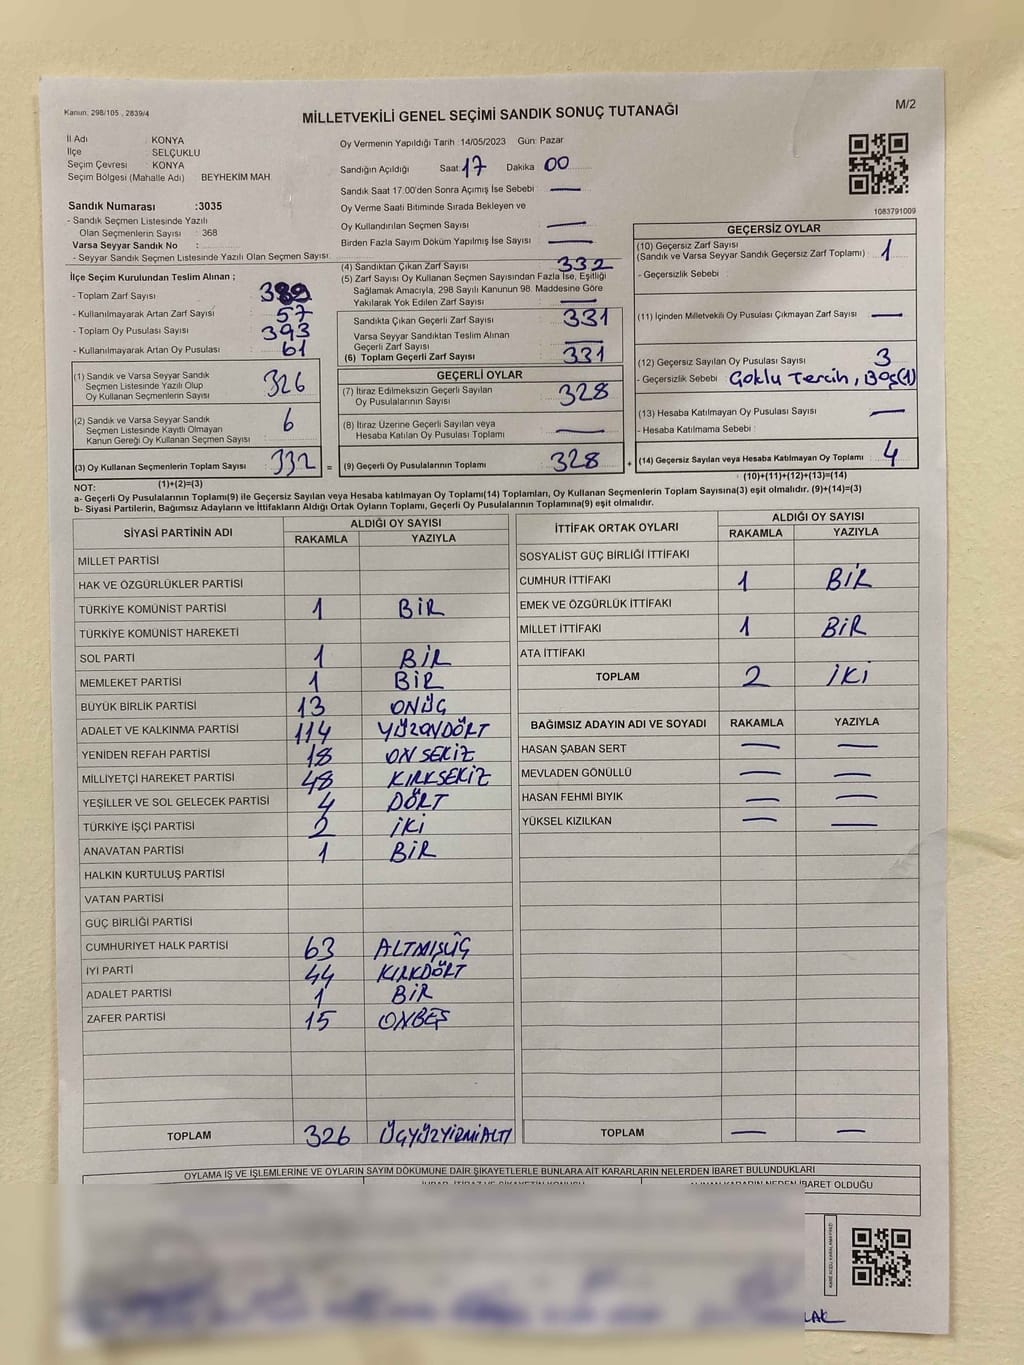 Kanun, 298/105 , 2839/4
M/2
MİLLETVEKİLİ GENEL SEÇİMİ SANDIK SONUÇ TUTANAĞI
İl Adı : KONYA
İlçe : SELÇUKLU
Seçim Çevresi : KONYA
Seçim Bölgesi (Mahalle Adı) BEYHEKİM MAH.
Sandık Numarası :3035
- Sandık Seçmen Listesinde Yazılı
Olan Seçmenlerin Sayısı : 368
Varsa Seyyar Sandık No :
- Seyyar Sandık Seçmen Listesinde Yazılı Olan Seçmen Sayısı
Oy Vermenin Yapıldığı Tarih :14/05/2023 Gün: Pazar
Sandığın Açıldığı Saat: 17 Dakika 00
Sandık Saat 17.00'den Sonra Açımış İse Sebebi : —
Oy Verme Saati Bitiminde Sırada Bekleyen ve
Oy Kullandırılan Seçmen Sayısı : —
Birden Fazla Sayım Döküm Yapılmış İse Sayısı : —
1083791009
İlçe Seçim Kurulundan Teslim Alınan ;
- Toplam Zarf Sayısı : 389
- Kullanılmayarak Artan Zarf Sayısı : 57
- Toplam Oy Pusulası Sayısı : 393
- Kullanılmayarak Artan Oy Pusulası : 61
(1) Sandık ve Varsa Seyyar Sandık
Seçmen Listesinde Yazılı Olup
Oy Kullanan Seçmenlerin Sayısı : 326
(2) Sandık ve Varsa Seyyar Sandık
Seçmen Listesinde Kayıtlı Olmayan
Kanun Gereği Oy Kullanan Seçmen Sayısı : 6
(3) Oy Kullanan Seçmenlerin Toplam Sayısı : 332
(1)+(2)=(3)
(4) Sandıktan Çıkan Zarf Sayısı : 332
(5) Zarf Sayısı Oy Kullanan Seçmen Sayısından Fazla İse, Eşitliği
Sağlamak Amacıyla, 298 Sayılı Kanunun 98. Maddesine Göre
Yakılarak Yok Edilen Zarf Sayısı : —
Sandıkta Çıkan Geçerli Zarf Sayısı : 331
Varsa Seyyar Sandıktan Teslim Alınan
Geçerli Zarf Sayısı : —
(6) Toplam Geçerli Zarf Sayısı : 331
GEÇERLİ OYLAR
(7) İtiraz Edilmeksizin Geçerli Sayılan
Oy Pusulalarının Sayısı : 328
(8) İtiraz Üzerine Geçerli Sayılan veya
Hesaba Katılan Oy Pusulası Toplamı : —
= (9) Geçerli Oy Pusulalarının Toplamı : 328 +
GEÇERSİZ OYLAR
(10) Geçersiz Zarf Sayısı
(Sandık ve Varsa Seyyar Sandık Geçersiz Zarf Toplamı) : 1
- Geçersizlik Sebebi :
(11) İçinden Milletvekili Oy Pusulası Çıkmayan Zarf Sayısı : —
(12) Geçersiz Sayılan Oy Pusulası Sayısı : 3
- Geçersizlik Sebebi : Çoklu Tercih, Boş(1)
(13) Hesaba Katılmayan Oy Pusulası Sayısı : —
- Hesaba Katılmama Sebebi :
(14) Geçersiz Sayılan veya Hesaba Katılmayan Oy Toplamı : 4
(10)+(11)+(12)+(13)=(14)
NOT:
a- Geçerli Oy Pusulalarının Toplamı(9) ile Geçersiz Sayılan veya Hesaba katılmayan Oy Toplamı(14) Toplamları, Oy Kullanan Seçmenlerin Toplam Sayısına(3) eşit olmalıdır. (9)+(14)=(3)
b- Siyasi Partilerin, Bağımsız Adayların ve İttifakların Aldığı Ortak Oyların Toplamı, Geçerli Oy Pusulalarının Toplamına(9) eşit olmalıdır.
SİYASİ PARTİNİN ADI ALDIĞI OY SAYISI
RAKAMLA YAZIYLA
MİLLET PARTİSİ
HAK VE ÖZGÜRLÜKLER PARTİSİ
TÜRKİYE KOMÜNİST PARTİSİ 1 BİR
TÜRKİYE KOMÜNİST HAREKETİ
SOL PARTİ 1 BİR
MEMLEKET PARTİSİ 1 BİR
BÜYÜK BİRLİK PARTİSİ 13 ONÜÇ
ADALET VE KALKINMA PARTİSİ 114 YÜZONDÖRT
YENİDEN REFAH PARTİSİ 18 ONSEKİZ
MİLLİYETÇİ HAREKET PARTİSİ 48 KIRKSEKİZ
YEŞİLLER VE SOL GELECEK PARTİSİ 4 DÖRT
TÜRKİYE İŞÇİ PARTİSİ 2 İKİ
ANAVATAN PARTİSİ 1 BİR
HALKIN KURTULUŞ PARTİSİ
VATAN PARTİSİ
GÜÇ BİRLİĞİ PARTİSİ
CUMHURİYET HALK PARTİSİ 63 ALTMIŞÜÇ
İYİ PARTİ 44 KIRKDÖRT
ADALET PARTİSİ 1 BİR
ZAFER PARTİSİ 15 ONBEŞ
TOPLAM 326 ÜÇYÜZYİRMİALTI
İTTİFAK ORTAK OYLARI ALDIĞI OY SAYISI
RAKAMLA YAZIYLA
SOSYALİST GÜÇ BİRLİĞİ İTTİFAKI
CUMHUR İTTİFAKI 1 BİR
EMEK VE ÖZGÜRLÜK İTTİFAKI
MİLLET İTTİFAKI 1 BİR
ATA İTTİFAKI
TOPLAM 2 İKİ
BAĞIMSIZ ADAYIN ADI VE SOYADI RAKAMLA YAZIYLA
HASAN ŞABAN SERT — —
MEVLADEN GÖNÜLLÜ — —
HASAN FEHMİ BIYIK — —
YÜKSEL KIZILKAN — —
TOPLAM — —
OYLAMA İŞ VE İŞLEMLERİNE VE OYLARIN SAYIM DÖKÜMÜNE DAİR ŞİKAYETLERLE BUNLARA AİT KARARLARIN NELERDEN İBARET BULUNDUKLARI
ALINAN KARARIN NEDEN İBARET OLDUĞU